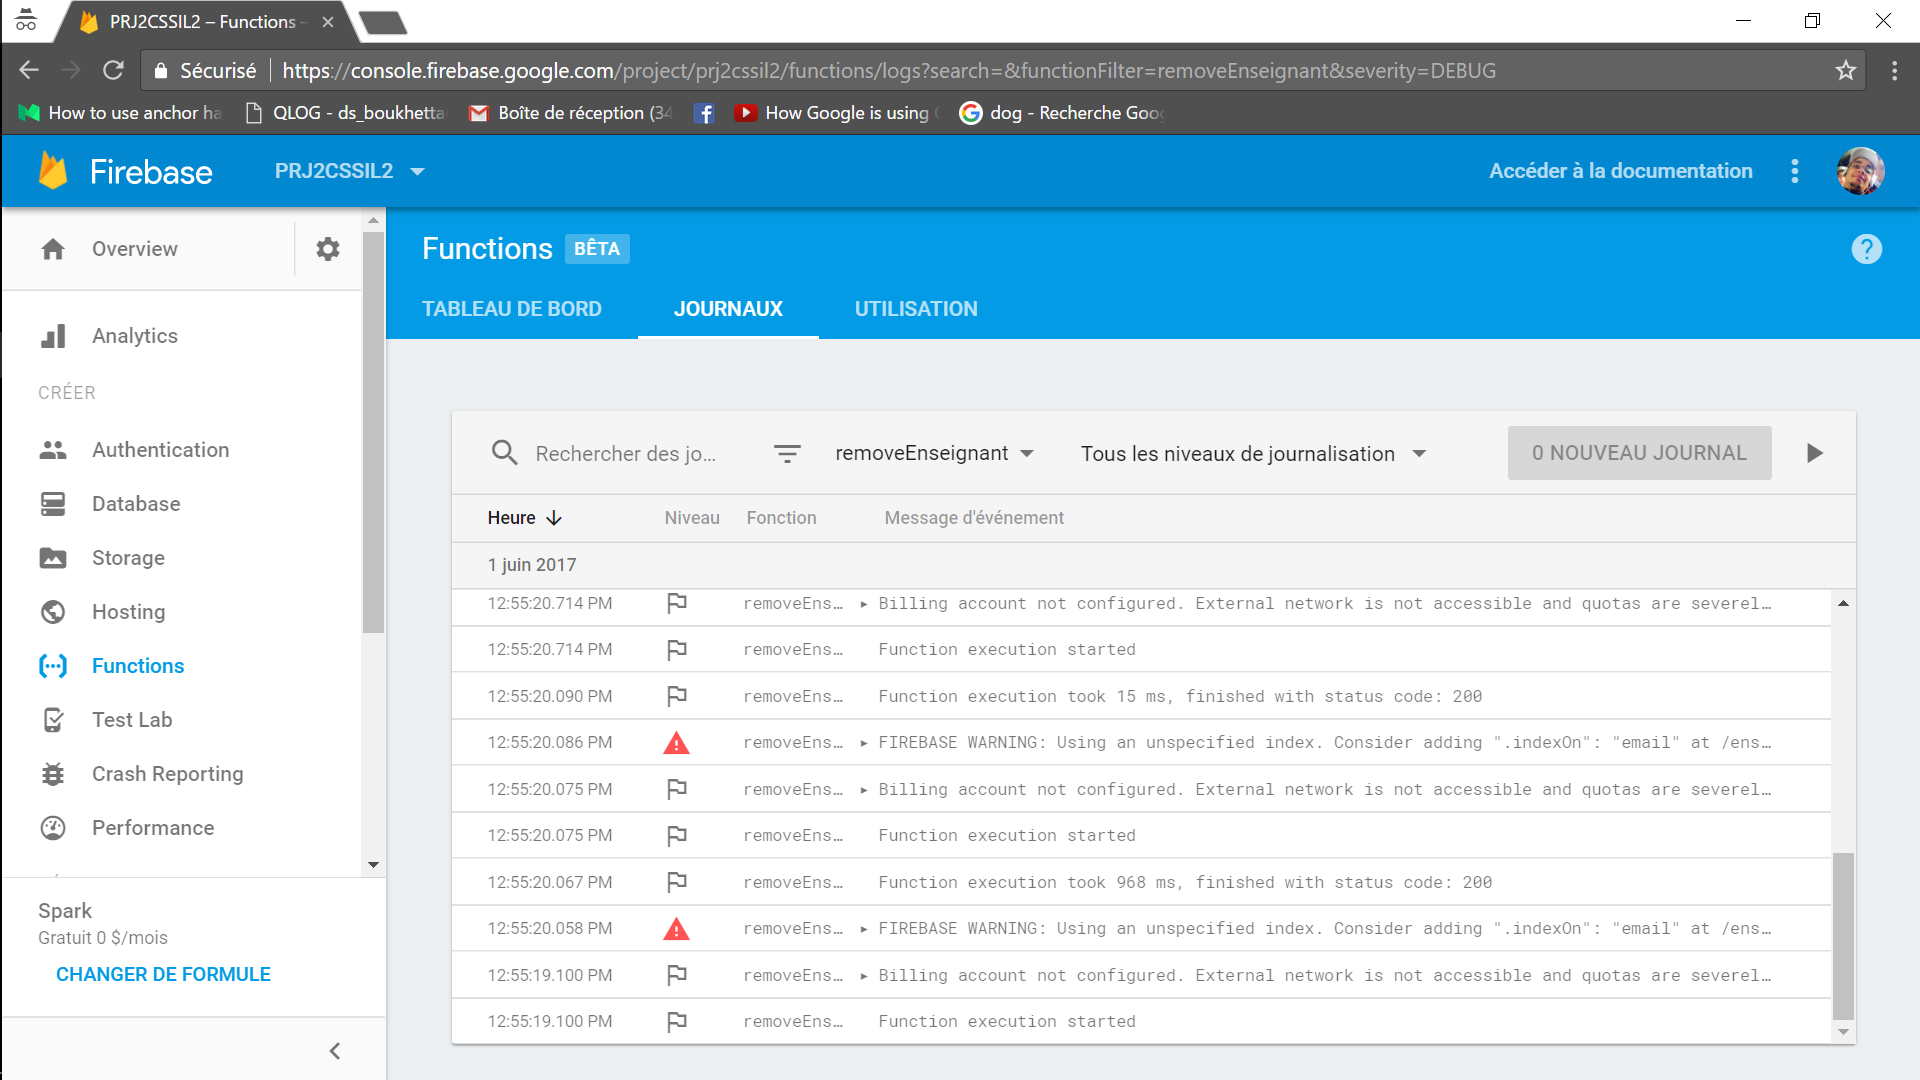 PRJ2CSSIL2 – Functions -
Sécurisé https://console.firebase.google.com/project/prj2cssil2/functions/logs?search=&functionFilter=removeEnseignant&severity=DEBUG
How to use anchor ha QLOG - ds_boukhetta Boîte de réception (34 How Google is using dog - Recherche Goog
Firebase PRJ2CSSIL2 Accéder à la documentation
Overview
Functions BÊTA
TABLEAU DE BORD JOURNAUX UTILISATION
Analytics
CRÉER
Authentication
Database
Storage
Hosting
Functions
Test Lab
Crash Reporting
Performance
Spark
Gratuit 0 $/mois
CHANGER DE FORMULE
Rechercher des jo... removeEnseignant Tous les niveaux de journalisation 0 NOUVEAU JOURNAL
Heure Niveau Fonction Message d'événement
1 juin 2017
12:55:20.714 PM removeEns... Billing account not configured. External network is not accessible and quotas are severel...
12:55:20.714 PM removeEns... Function execution started
12:55:20.090 PM removeEns... Function execution took 15 ms, finished with status code: 200
12:55:20.086 PM removeEns... FIREBASE WARNING: Using an unspecified index. Consider adding ".indexOn": "email" at /ens...
12:55:20.075 PM removeEns... Billing account not configured. External network is not accessible and quotas are severel...
12:55:20.075 PM removeEns... Function execution started
12:55:20.067 PM removeEns... Function execution took 968 ms, finished with status code: 200
12:55:20.058 PM removeEns... FIREBASE WARNING: Using an unspecified index. Consider adding ".indexOn": "email" at /ens...
12:55:19.100 PM removeEns... Billing account not configured. External network is not accessible and quotas are severel...
12:55:19.100 PM removeEns... Function execution started